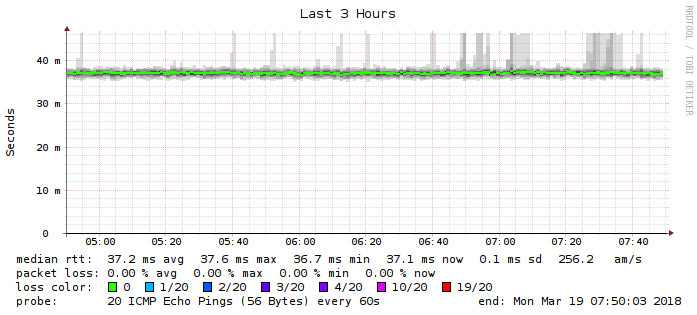 Last 3 Hours
RRDTOOL / TOBI OETIKER
Seconds
40 m
30 m
20 m
10 m
0
05:00 05:20 05:40 06:00 06:20 06:40 07:00 07:20 07:40
median rtt: 37.2 ms avg 37.6 ms max 36.7 ms min 37.1 ms now 0.1 ms sd 256.2 am/s
packet loss: 0.00 % avg 0.00 % max 0.00 % min 0.00 % now
loss color: 0 1/20 2/20 3/20 4/20 10/20 19/20
probe: 20 ICMP Echo Pings (56 Bytes) every 60s end: Mon Mar 19 07:50:03 2018